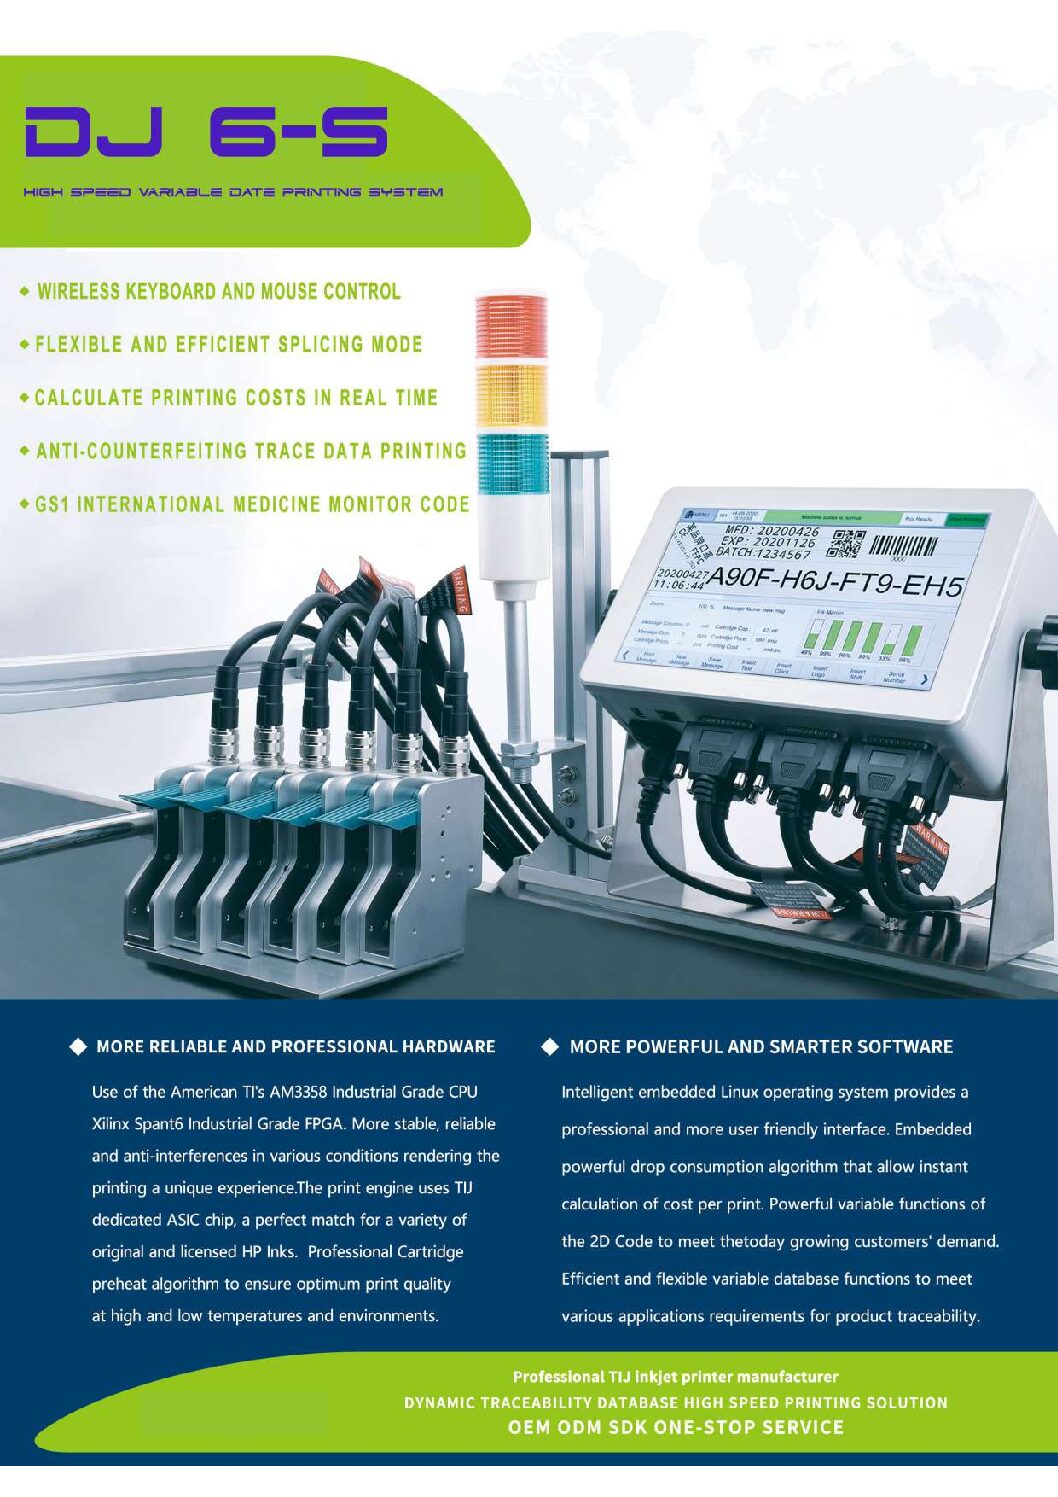 DJ 6-S
HIGH SPEED VARIABLE DATE PRINTING SYSTEM
WIRELESS KEYBOARD AND MOUSE CONTROL
FLEXIBLE AND EFFICIENT SPLICING MODE
CALCULATE PRINTING COSTS IN REAL TIME
ANTI-COUNTERFEITING TRACE DATA PRINTING
GS1 INTERNATIONAL MEDICINE MONITOR CODE
MFD: 20200426
EXP: 20201126
BATCH:1234567
20200427
11:06:44
A90F-H6J-FT9-EH5
WARNING
WARNING
WARNING
MORE RELIABLE AND PROFESSIONAL HARDWARE
Use of the American TI's AM3358 Industrial Grade CPU
Xilinx Spant6 Industrial Grade FPGA. More stable, reliable
and anti-interferences in various conditions rendering the
printing a unique experience.The print engine uses TIJ
dedicated ASIC chip, a perfect match for a variety of
original and licensed HP Inks. Professional Cartridge
preheat algorithm to ensure optimum print quality
at high and low temperatures and environments.
MORE POWERFUL AND SMARTER SOFTWARE
Intelligent embedded Linux operating system provides a
professional and more user friendly interface. Embedded
powerful drop consumption algorithm that allow instant
calculation of cost per print. Powerful variable functions of
the 2D Code to meet thetoday growing customers' demand.
Efficient and flexible variable database functions to meet
various applications requirements for product traceability.
Professional TIJ inkjet printer manufacturer
DYNAMIC TRACEABILITY DATABASE HIGH SPEED PRINTING SOLUTION
OEM ODM SDK ONE-STOP SERVICE